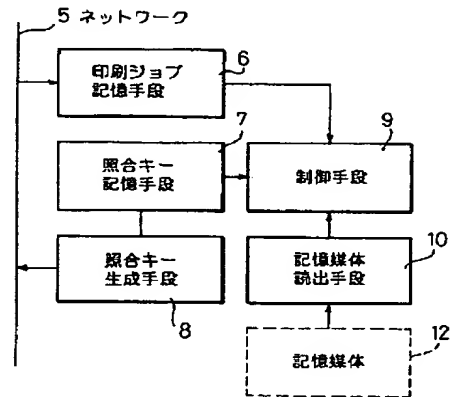 5 ネットワーク
印刷ジョブ
記憶手段
6
照合キー
記憶手段
7
制御手段
9
照合キー
生成手段
8
記憶媒体
読出手段
10
記憶媒体
12